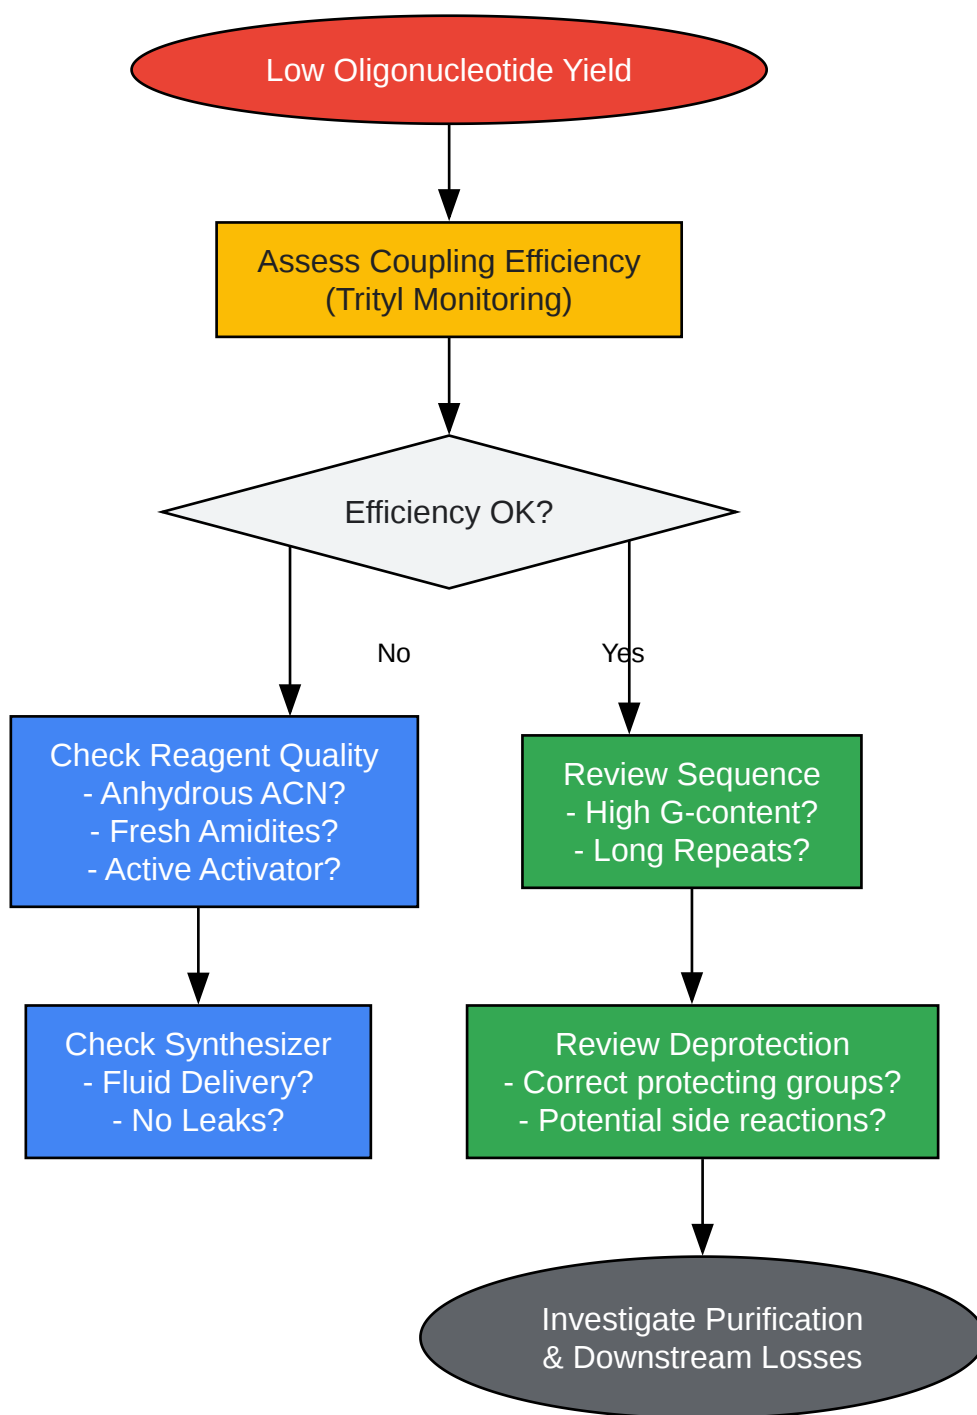 Low Oligonucleotide Yield
Assess Coupling Efficiency
(Trityl Monitoring)
Efficiency OK?
No
Yes
Check Reagent Quality
- Anhydrous ACN?
- Fresh Amidites?
- Active Activator?
Review Sequence
- High G-content?
- Long Repeats?
Check Synthesizer
- Fluid Delivery?
- No Leaks?
Review Deprotection
- Correct protecting groups?
- Potential side reactions?
Investigate Purification
& Downstream Losses